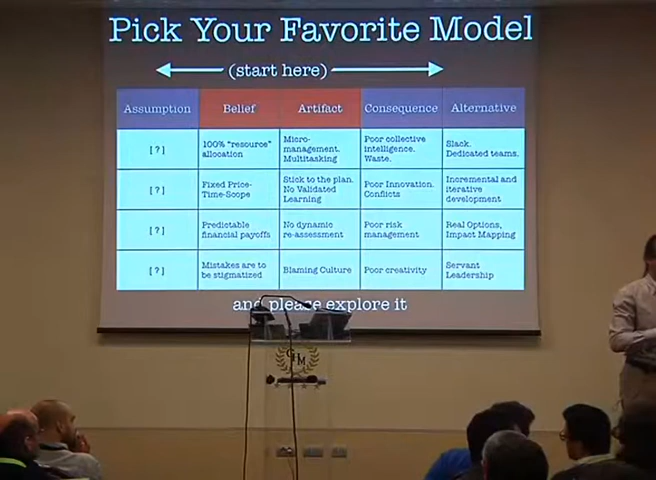 Pick Your Favorite Model
(start here)
Assumption Belief Artifact Consequence Alternative
[ ? ]
100% "resource"
allocation
Micro-
management.
Multitasking
Poor collective
intelligence.
Waste.
Slack.
Dedicated teams.
[ ? ]
Fixed Price-
Time-Scope
Stick to the plan.
No Validated
Learning
Poor Innovation.
Conflicts
Incremental and
iterative
development
[ ? ]
Predictable
financial payoffs
No dynamic
re-assessment
Poor risk
management
Real Options,
Impact Mapping
[ ? ]
Mistakes are to
be stigmatized
Blaming Culture
Poor creativity
Servant
Leadership
and please explore it
GHM